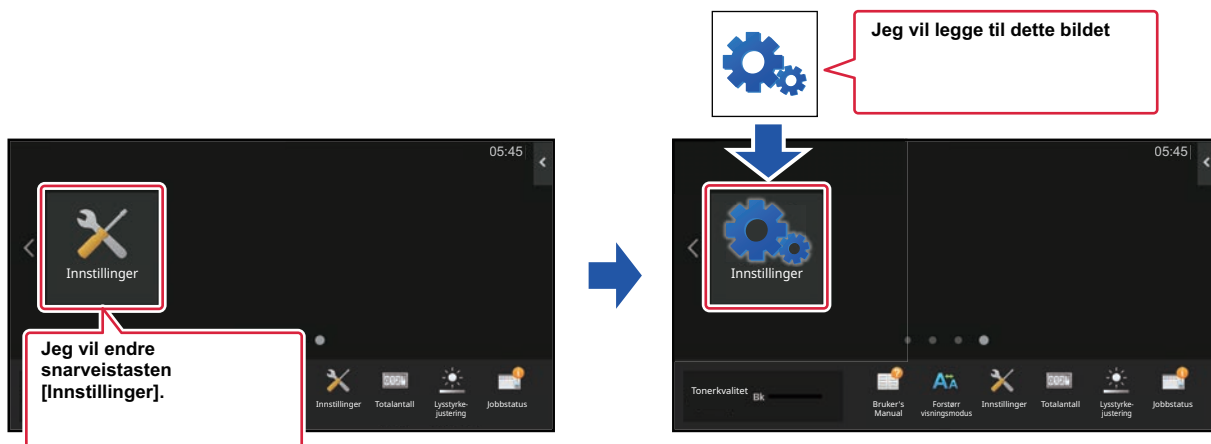 Jeg vil legge til dette bildet
05:45
Innstillinger
Jeg vil endre
snarveistasten
[Innstillinger].
Innstillinger
Totalantall
Lysstyrke-
justering
Jobbstatus
05:45
Innstillinger
Tonerkvalitet
Bk
Bruker's
Manual
Forstørr
visningsmodus
Innstillinger
Totalantall
Lysstyrke-
justering
Jobbstatus